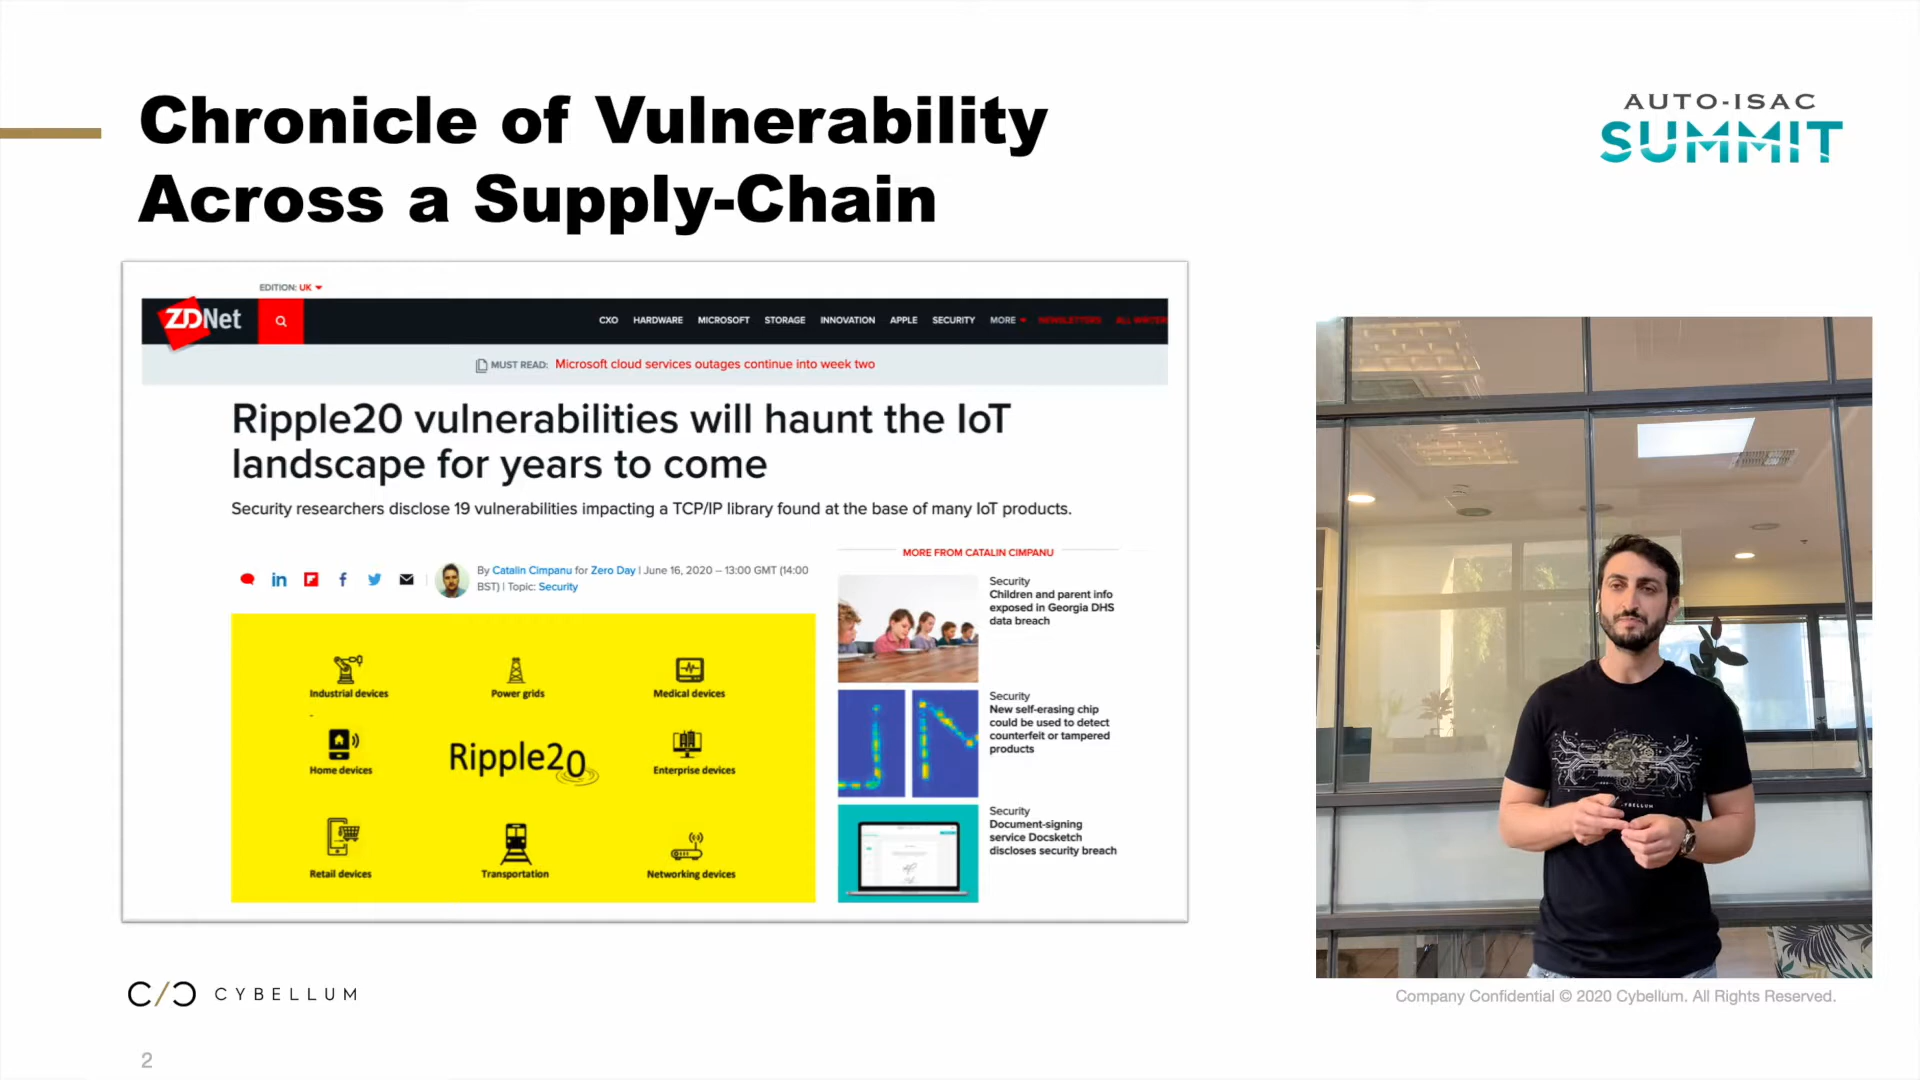 Chronicle of Vulnerability
Across a Supply-Chain
AUTO-ISAC
SUMMIT
EDITION: UK
ZDNet
CXO HARDWARE MICROSOFT STORAGE INNOVATION APPLE SECURITY MORE NEWSLETTERS ALL WRITERS
MUST READ: Microsoft cloud services outages continue into week two
Ripple20 vulnerabilities will haunt the IoT
landscape for years to come
Security researchers disclose 19 vulnerabilities impacting a TCP/IP library found at the base of many IoT products.
By Catalin Cimpanu for Zero Day | June 16, 2020 – 13:00 GMT (14:00
BST) | Topic: Security
MORE FROM CATALIN CIMPANU
Security
Children and parent info
exposed in Georgia DHS
data breach
Security
New self-erasing chip
could be used to detect
counterfeit or tampered
products
Security
Document-signing
service Docsketch
discloses security breach
Industrial devices
Power grids
Medical devices
Home devices
Ripple20
Enterprise devices
Retail devices
Transportation
Networking devices
CYBELLUM
CYBELLUM
Company Confidential © 2020 Cybellum. All Rights Reserved.
2